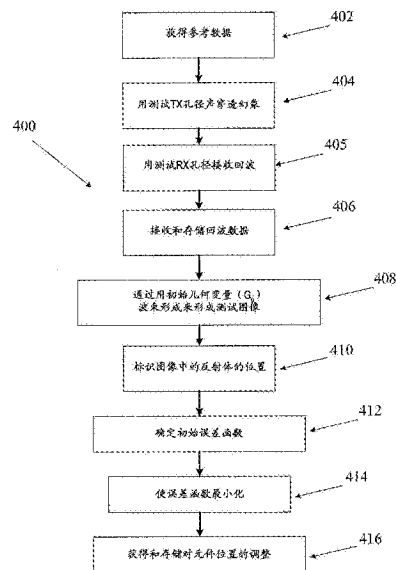 获得参考数据
402
用测试TX孔径声穿透幻象
404
400
用测试RX孔径接收回波
405
接收和存储回波数据
406
通过用初始几何变量（G₀）
波束形成来形成测试图像
408
标识图像中的反射体的位置
410
确定初始误差函数
412
使误差函数最小化
414
获得和存储对元件位置的调整
416